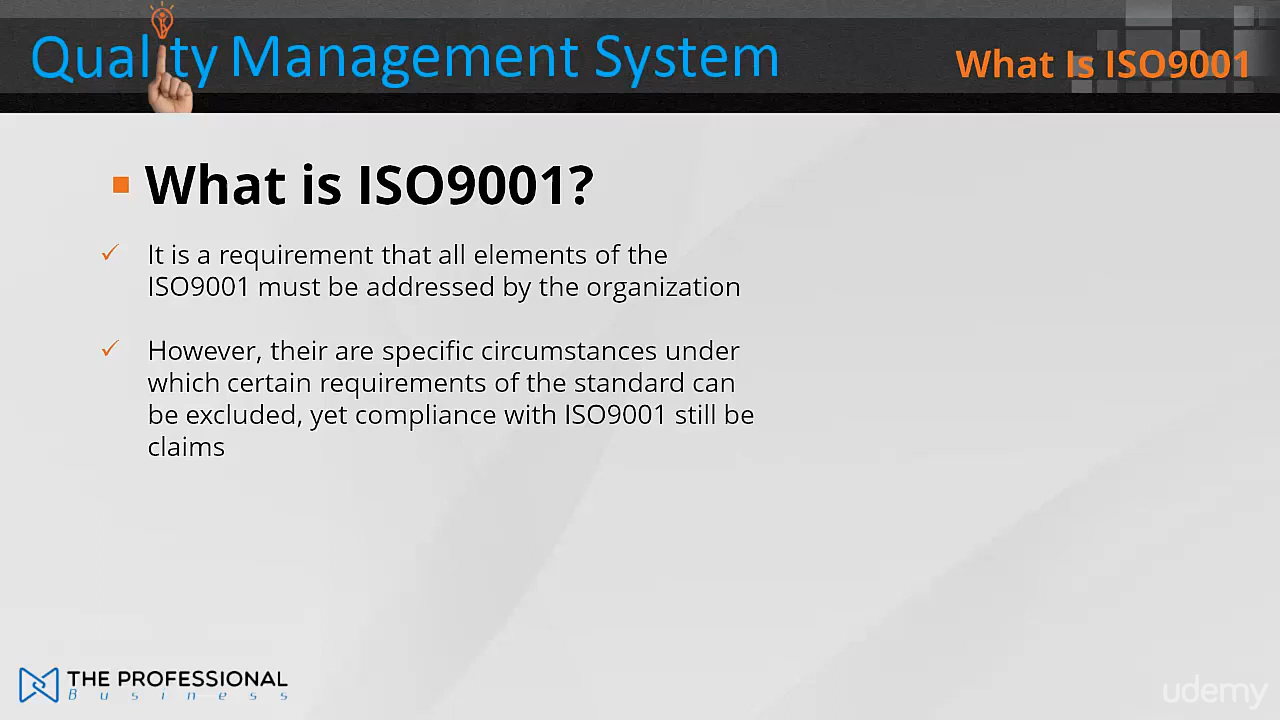 Quality Management System
What Is ISO9001
What is ISO9001?
It is a requirement that all elements of the
ISO9001 must be addressed by the organization
However, their are specific circumstances under
which certain requirements of the standard can
be excluded, yet compliance with ISO9001 still be
claims
THE PROFESSIONAL
Business
udemy